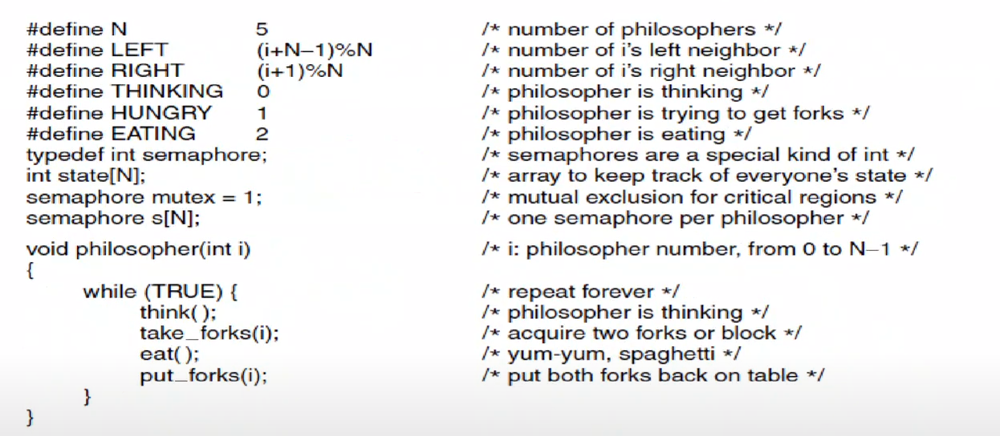 #define N 5 /* number of philosophers */
#define LEFT (i+N–1)%N /* number of i's left neighbor */
#define RIGHT (i+1)%N /* number of i's right neighbor */
#define THINKING 0 /* philosopher is thinking */
#define HUNGRY 1 /* philosopher is trying to get forks */
#define EATING 2 /* philosopher is eating */
typedef int semaphore; /* semaphores are a special kind of int */
int state[N]; /* array to keep track of everyone's state */
semaphore mutex = 1; /* mutual exclusion for critical regions */
semaphore s[N]; /* one semaphore per philosopher */
void philosopher(int i) /* i: philosopher number, from 0 to N–1 */
{
while (TRUE) { /* repeat forever */
think( ); /* philosopher is thinking */
take_forks(i); /* acquire two forks or block */
eat( ); /* yum-yum, spaghetti */
put_forks(i); /* put both forks back on table */
}
}